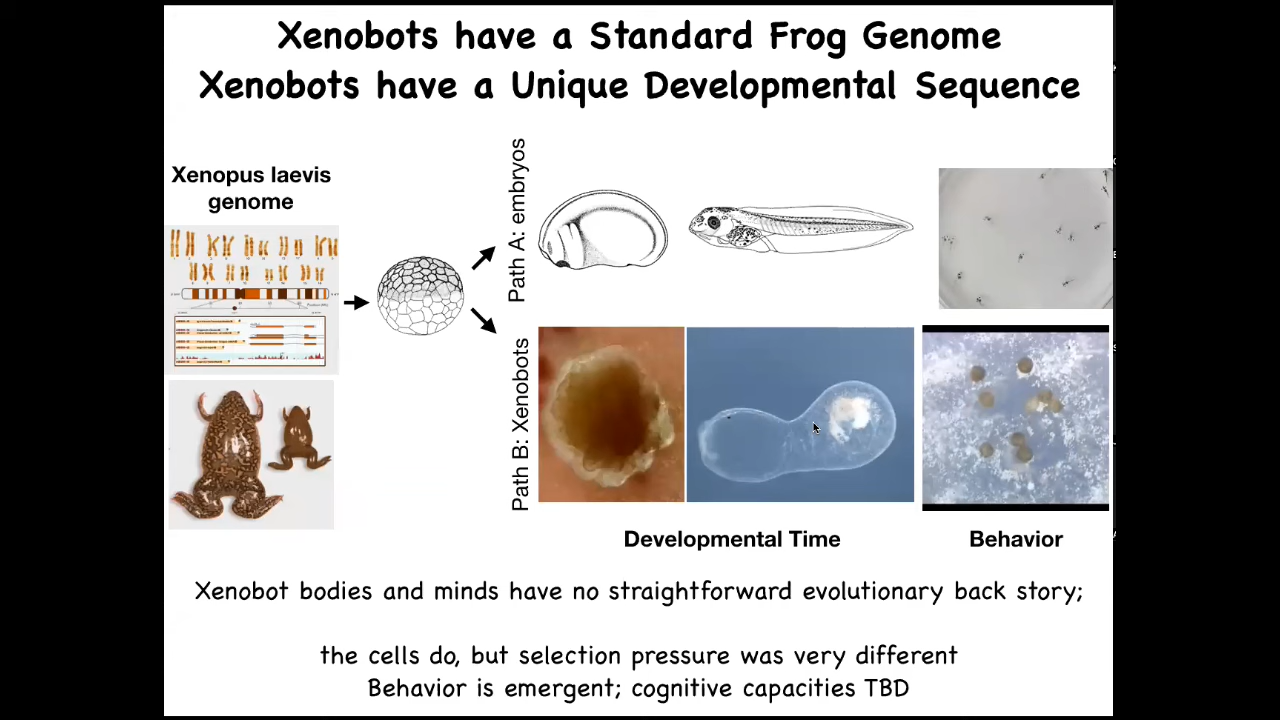 Xenobots have a Standard Frog Genome
Xenobots have a Unique Developmental Sequence
Xenopus laevis
genome
Path A: embryos
Path B: Xenobots
Developmental Time
Behavior
Xenobot bodies and minds have no straightforward evolutionary back story;
the cells do, but selection pressure was very different
Behavior is emergent; cognitive capacities TBD